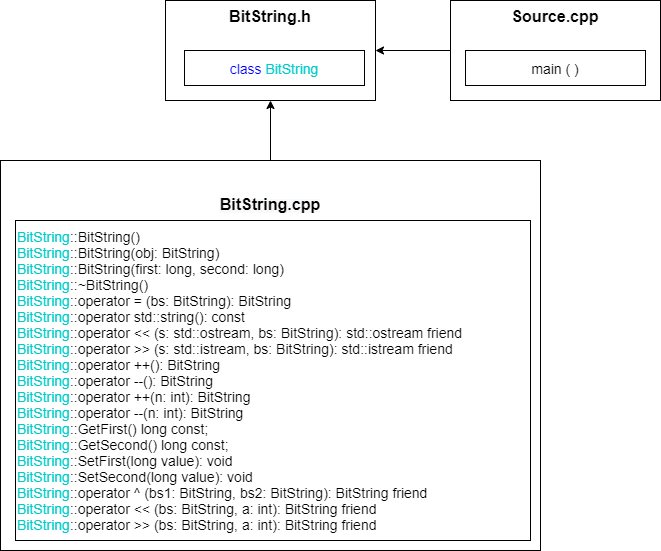 BitString.h
Source.cpp
class BitString
main ( )
BitString.cpp
BitString::BitString()
BitString::BitString(obj: BitString)
BitString::BitString(first: long, second: long)
BitString::~BitString()
BitString::operator = (bs: BitString): BitString
BitString::operator std::string(): const
BitString::operator << (s: std::ostream, bs: BitString): std::ostream friend
BitString::operator >> (s: std::istream, bs: BitString): std::istream friend
BitString::operator ++(): BitString
BitString::operator --(): BitString
BitString::operator ++(n: int): BitString
BitString::operator --(n: int): BitString
BitString::GetFirst() long const;
BitString::GetSecond() long const;
BitString::SetFirst(long value): void
BitString::SetSecond(long value): void
BitString::operator ^ (bs1: BitString, bs2: BitString): BitString friend
BitString::operator << (bs: BitString, a: int): BitString friend
BitString::operator >> (bs: BitString, a: int): BitString friend